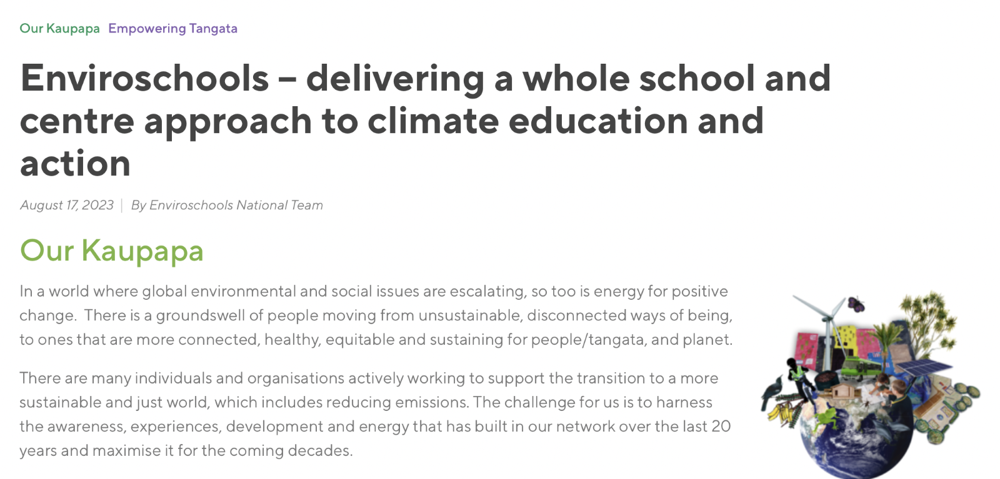 Our Kaupapa Empowering Tangata
Enviroschools – delivering a whole school and
centre approach to climate education and
action
August 17, 2023 | By Enviroschools National Team
Our Kaupapa
In a world where global environmental and social issues are escalating, so too is energy for positive
change.  There is a groundswell of people moving from unsustainable, disconnected ways of being,
to ones that are more connected, healthy, equitable and sustaining for people/tangata, and planet.
There are many individuals and organisations actively working to support the transition to a more
sustainable and just world, which includes reducing emissions. The challenge for us is to harness
the awareness, experiences, development and energy that has built in our network over the last 20
years and maximise it for the coming decades.